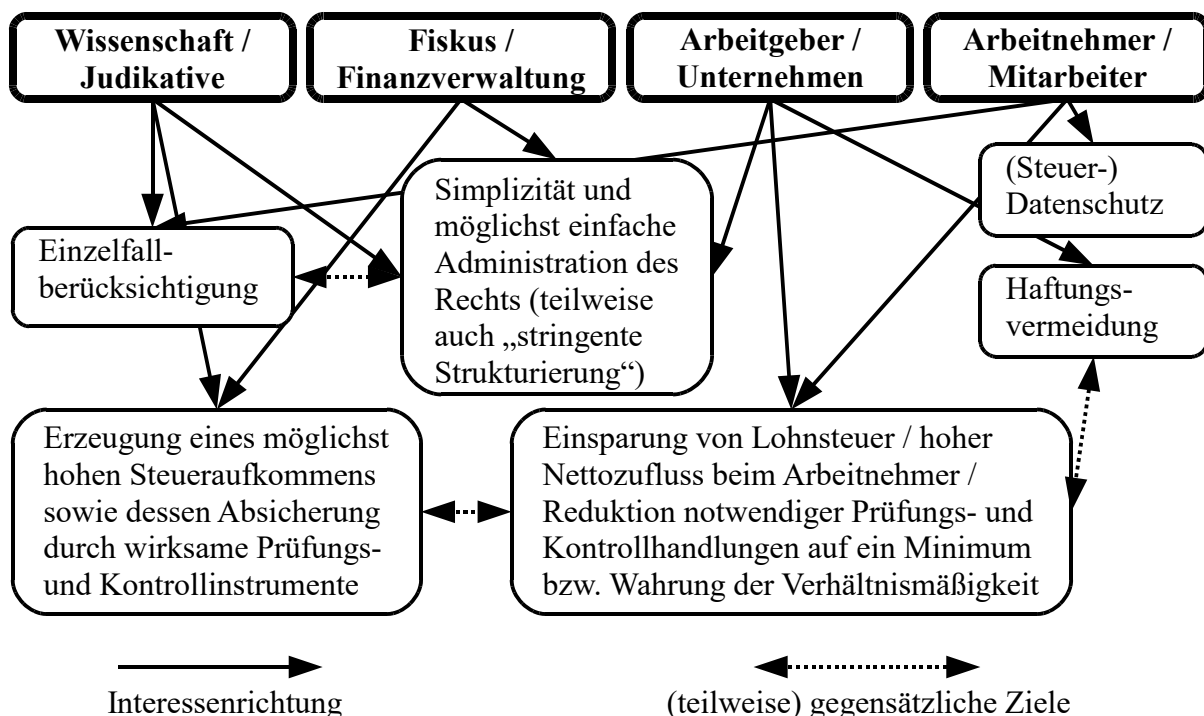 Wissenschaft /
Judikative
Fiskus /
Finanzverwaltung
Arbeitgeber /
Unternehmen
Arbeitnehmer /
Mitarbeiter
(Steuer-)
Datenschutz
Simplizität und
möglichst einfache
Administration des
Rechts (teilweise
auch „stringente
Strukturierung“)
Einzelfall-
berücksichtigung
Haftungs-
vermeidung
Erzeugung eines möglichst
hohen Steueraufkommens
sowie dessen Absicherung
durch wirksame Prüfungs-
und Kontrollinstrumente
Einsparung von Lohnsteuer / hoher
Nettozufluss beim Arbeitnehmer /
Reduktion notwendiger Prüfungs- und
Kontrollhandlungen auf ein Minimum
bzw. Wahrung der Verhältnismäßigkeit
Interessenrichtung
(teilweise) gegensätzliche Ziele